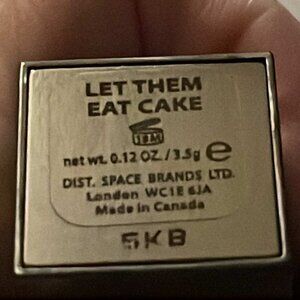 LET THEM
EAT CAKE
18M
net wt. 0.12 OZ. / 3.5g e
DIST. SPACE BRANDS LTD.
London WC1E 6JA
Made in Canada
5KB